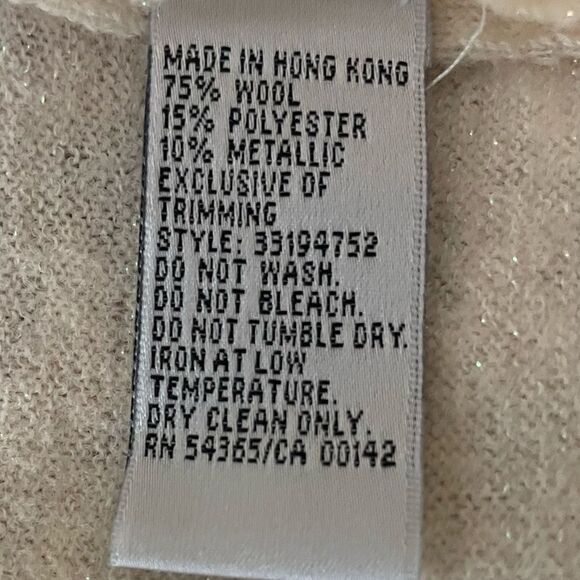 MADE IN HONG KONG
75% WOOL
15% POLYESTER
10% METALLIC
EXCLUSIVE OF
TRIMMING
STYLE: 33194752
DO NOT WASH.
DO NOT BLEACH.
DO NOT TUMBLE DRY.
IRON AT LOW
TEMPERATURE.
DRY CLEAN ONLY.
RN 54365/CA 00142